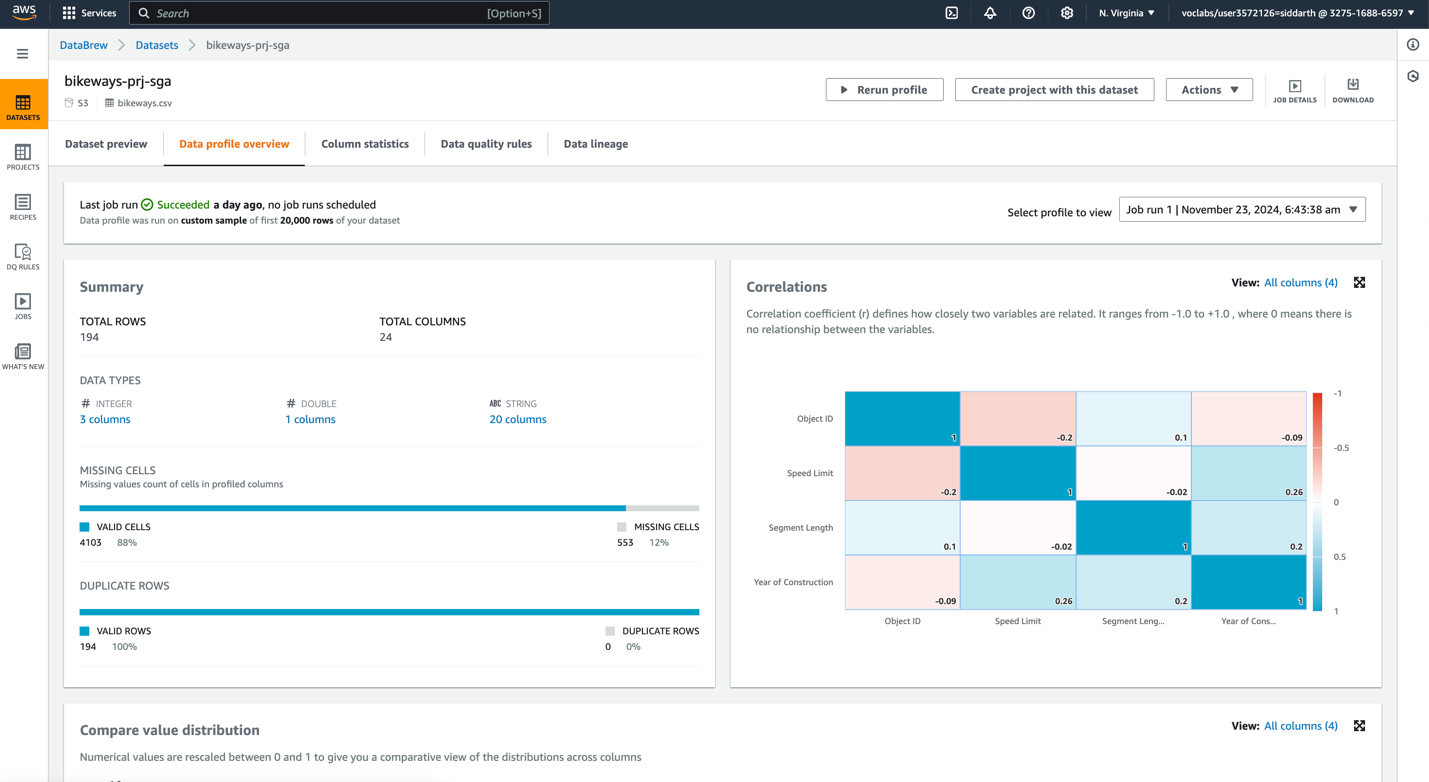 aws
Services
Search
[Option+S]
N. Virginia
voclabs/user3572126=siddarth @ 3275-1688-6597
DataBrew
Datasets
bikeways-prj-sga
bikeways-prj-sga
S3
bikeways.csv
Rerun profile
Create project with this dataset
Actions
JOB DETAILS
DOWNLOAD
DATASETS
PROJECTS
RECIPES
DQ RULES
JOBS
WHAT'S NEW
Dataset preview
Data profile overview
Column statistics
Data quality rules
Data lineage
Last job run Succeeded a day ago, no job runs scheduled
Data profile was run on custom sample of first 20,000 rows of your dataset
Select profile to view
Job run 1 | November 23, 2024, 6:43:38 am
Summary
TOTAL ROWS
194
TOTAL COLUMNS
24
DATA TYPES
# INTEGER
3 columns
# DOUBLE
1 columns
ABC STRING
20 columns
MISSING CELLS
Missing values count of cells in profiled columns
VALID CELLS
4103 88%
MISSING CELLS
553 12%
DUPLICATE ROWS
VALID ROWS
194 100%
DUPLICATE ROWS
0 0%
Correlations
View: All columns (4)
Correlation coefficient (r) defines how closely two variables are related. It ranges from -1.0 to +1.0 , where 0 means there is
no relationship between the variables.
Object ID
1 -0.2 0.1 -0.09
Speed Limit
-0.2 1 -0.02 0.26
Segment Length
0.1 -0.02 1 0.2
Year of Construction
-0.09 0.26 0.2 1
Object ID
Speed Limit
Segment Leng...
Year of Cons...
-1
-0.5
0
0.5
1
Compare value distribution
View: All columns (4)
Numerical values are rescaled between 0 and 1 to give you a comparative view of the distributions across columns